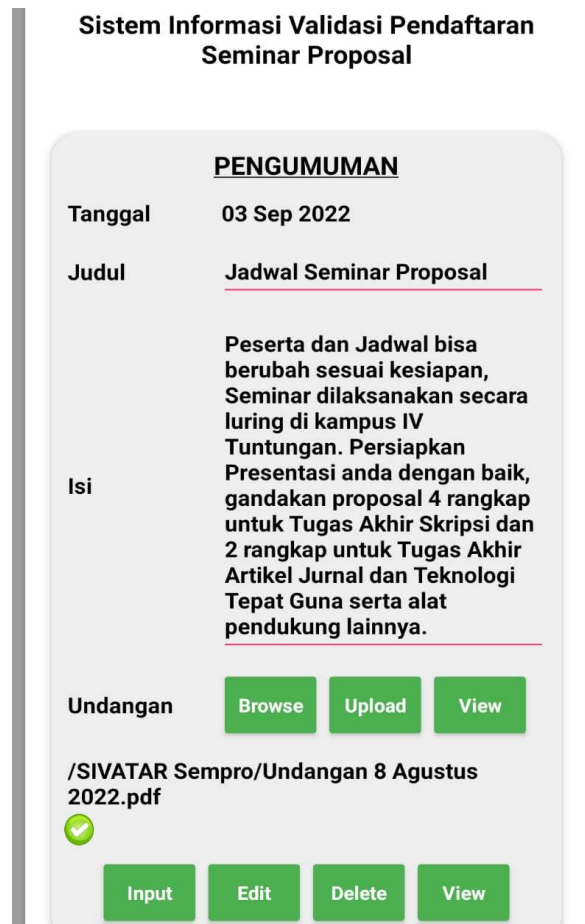 Sistem Informasi Validasi Pendaftaran
Seminar Proposal
PENGUMUMAN
Tanggal 03 Sep 2022
Judul Jadwal Seminar Proposal
Isi
Peserta dan Jadwal bisa
berubah sesuai kesiapan,
Seminar dilaksanakan secara
luring di kampus IV
Tuntungan. Persiapkan
Presentasi anda dengan baik,
gandakan proposal 4 rangkap
untuk Tugas Akhir Skripsi dan
2 rangkap untuk Tugas Akhir
Artikel Jurnal dan Teknologi
Tepat Guna serta alat
pendukung lainnya.
Undangan Browse Upload View
/SIVATAR Sempro/Undangan 8 Agustus
2022.pdf
Input Edit Delete View